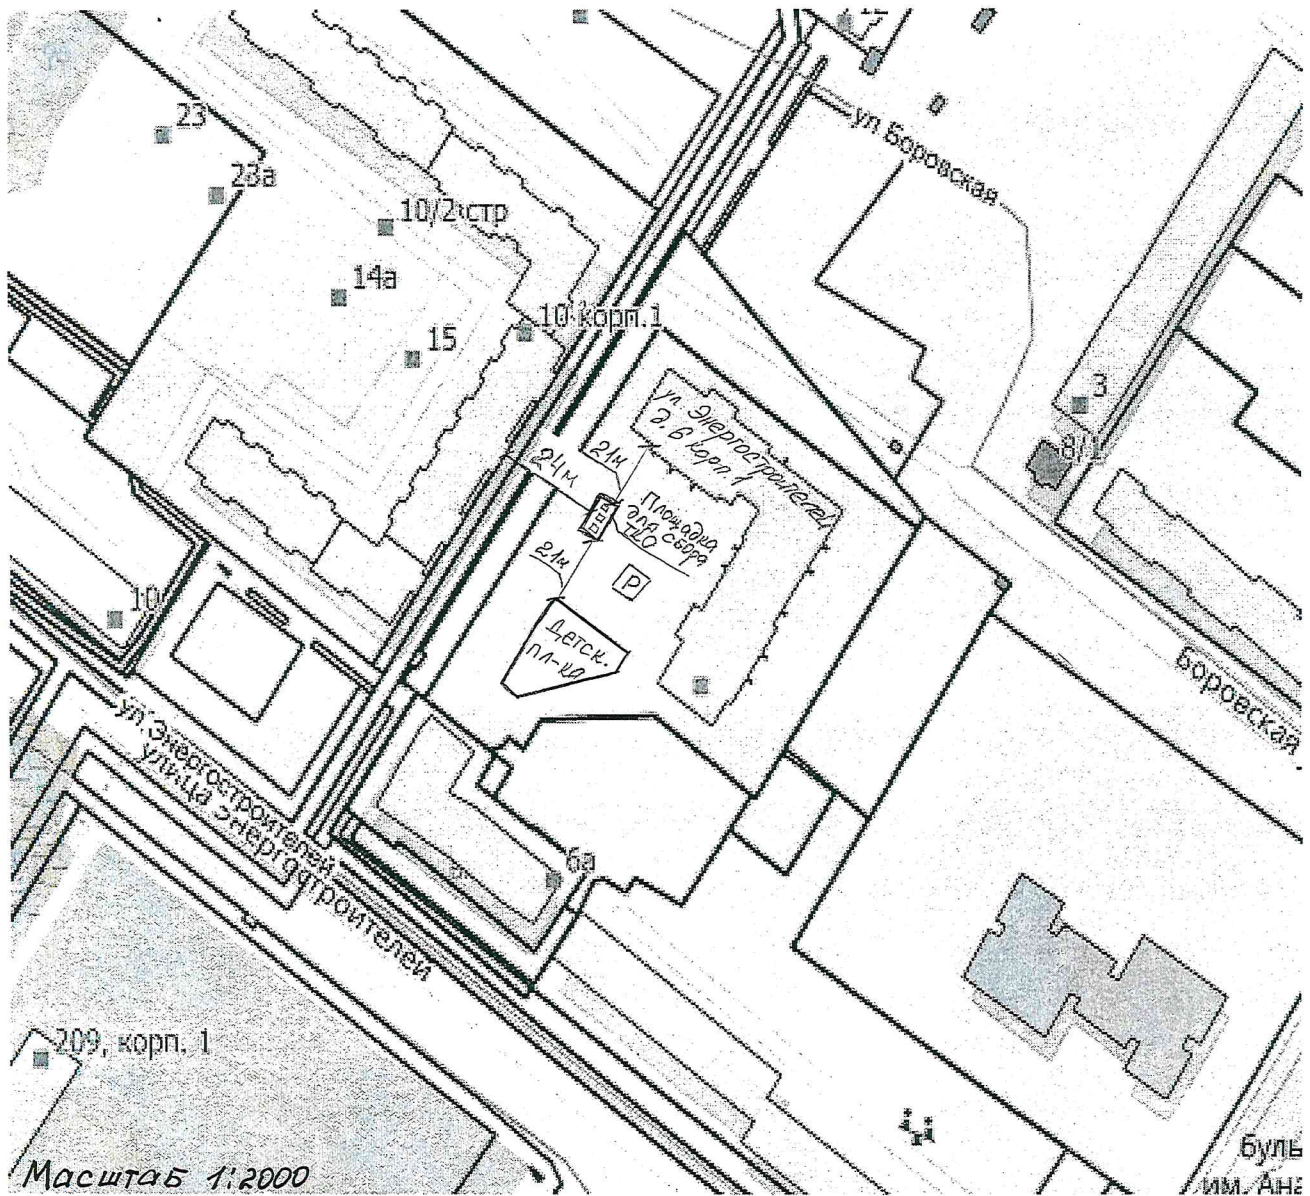 23
23а
10/2 стр
14а
15
10 корп.1
ул Боровская
3
8/1
ул. Энергостроителей
д. 6 корп. 1
21м
24м
Площадка
для сбора
ТКО
21м
Р
Детск.
пл-ка
10
Боровская
ул Энергостроителей
улица Энергостроителей
6а
209, корп. 1
Масштаб 1:2000
буль
им. Ана